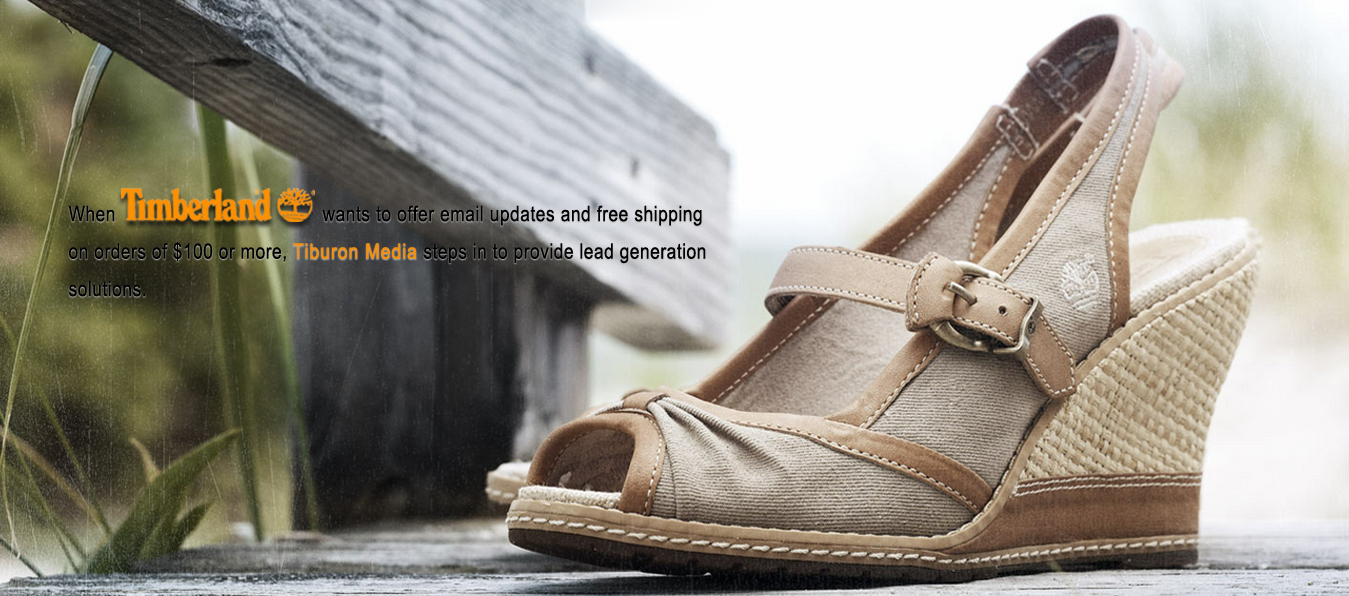 When Timberland wants to offer email updates and free shipping
on orders of $100 or more, Tiburon Media steps in to provide lead generation
solutions.